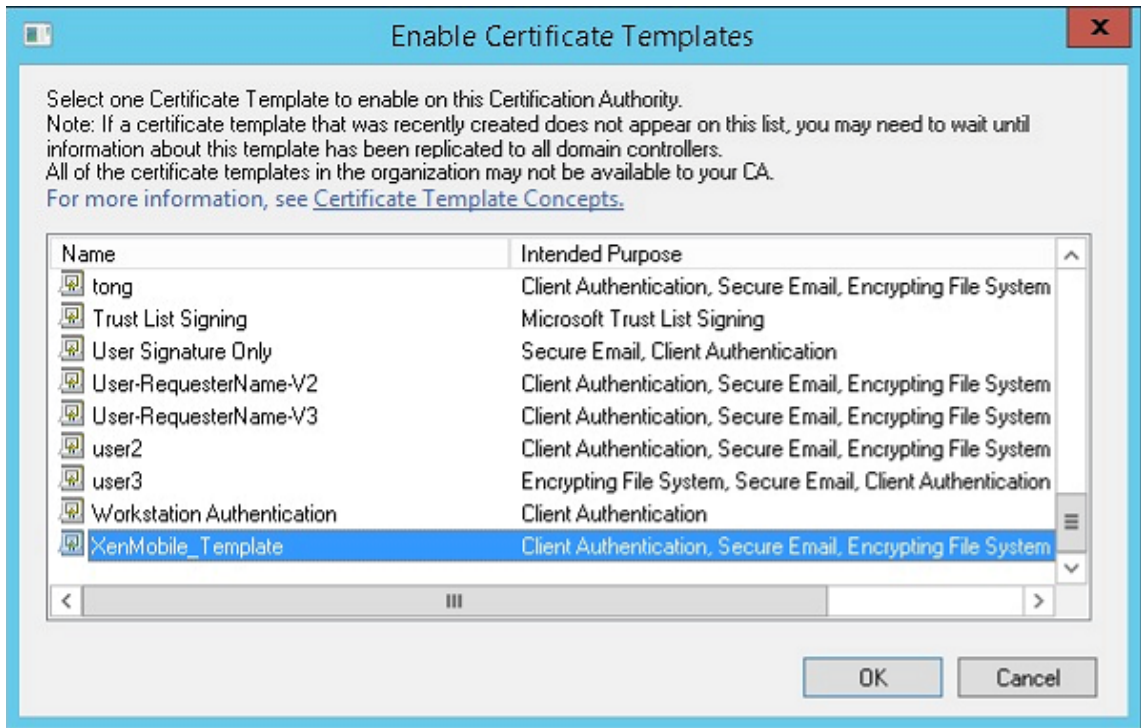 Enable Certificate Templates
x
Select one Certificate Template to enable on this Certification Authority.
Note: If a certificate template that was recently created does not appear on this list, you may need to wait until
information about this template has been replicated to all domain controllers.
All of the certificate templates in the organization may not be available to your CA.
For more information, see Certificate Template Concepts.
Name Intended Purpose
tong Client Authentication, Secure Email, Encrypting File System
Trust List Signing Microsoft Trust List Signing
User Signature Only Secure Email, Client Authentication
User-RequesterName-V2 Client Authentication, Secure Email, Encrypting File System
User-RequesterName-V3 Client Authentication, Secure Email, Encrypting File System
user2 Client Authentication, Secure Email, Encrypting File System
user3 Encrypting File System, Secure Email, Client Authentication
Workstation Authentication Client Authentication
XenMobile_Template Client Authentication, Secure Email, Encrypting File System
OK Cancel